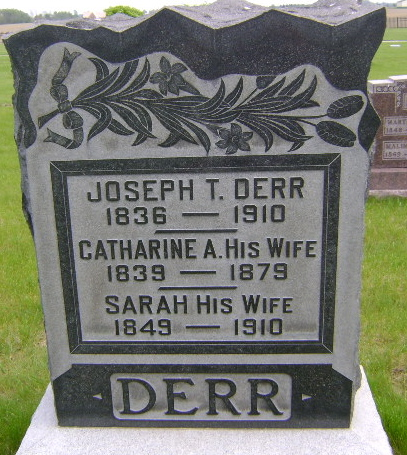 JOSEPH T. DERR
1836 — 1910
CATHARINE A. HIS WIFE
1839 — 1879
SARAH HIS WIFE
1849 — 1910
DERR